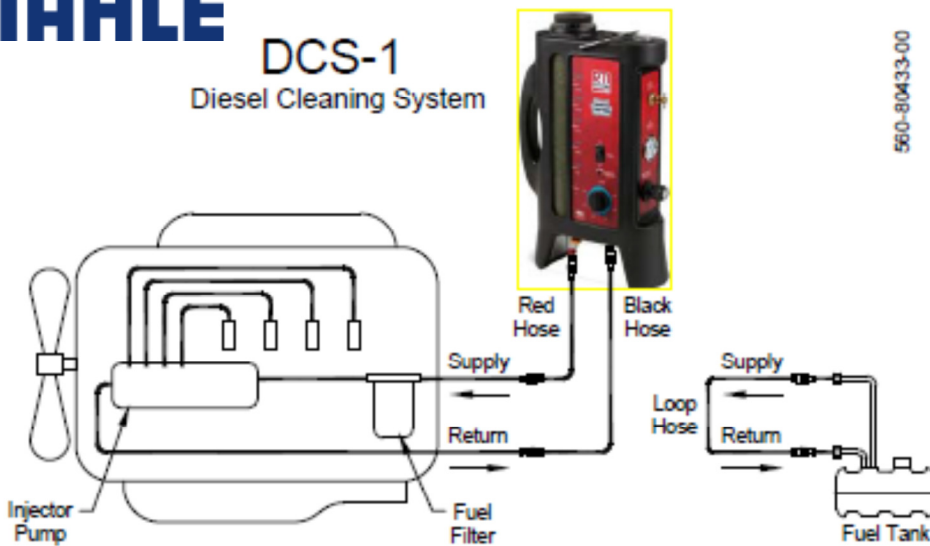 MAHLE
DCS-1
Diesel Cleaning System
560-80433-00
Red
Hose
Black
Hose
Supply
Return
Supply
Loop
Hose
Return
Injector
Pump
Fuel
Filter
Fuel Tank